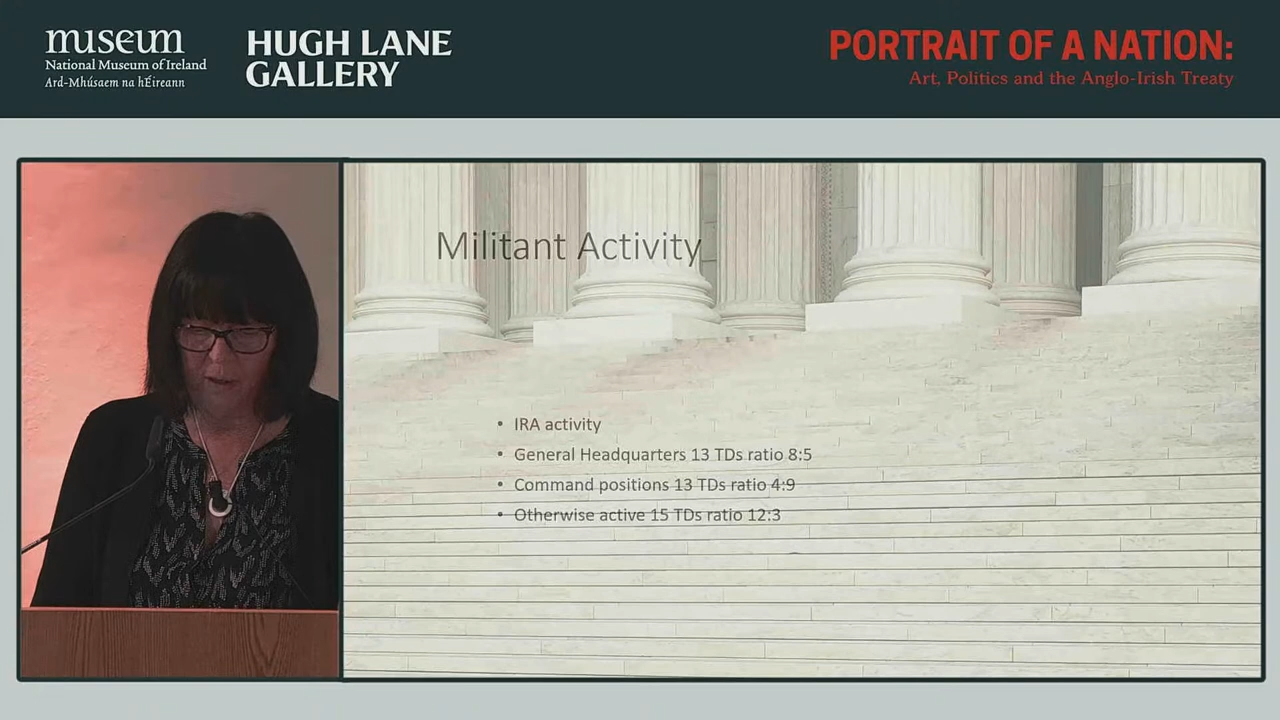 museum
National Museum of Ireland
Ard-Mhúsaem na hÉireann
HUGH LANE
GALLERY
PORTRAIT OF A NATION:
Art, Politics and the Anglo-Irish Treaty
Militant Activity
• IRA activity
• General Headquarters 13 TDs ratio 8:5
• Command positions 13 TDs ratio 4:9
• Otherwise active 15 TDs ratio 12:3